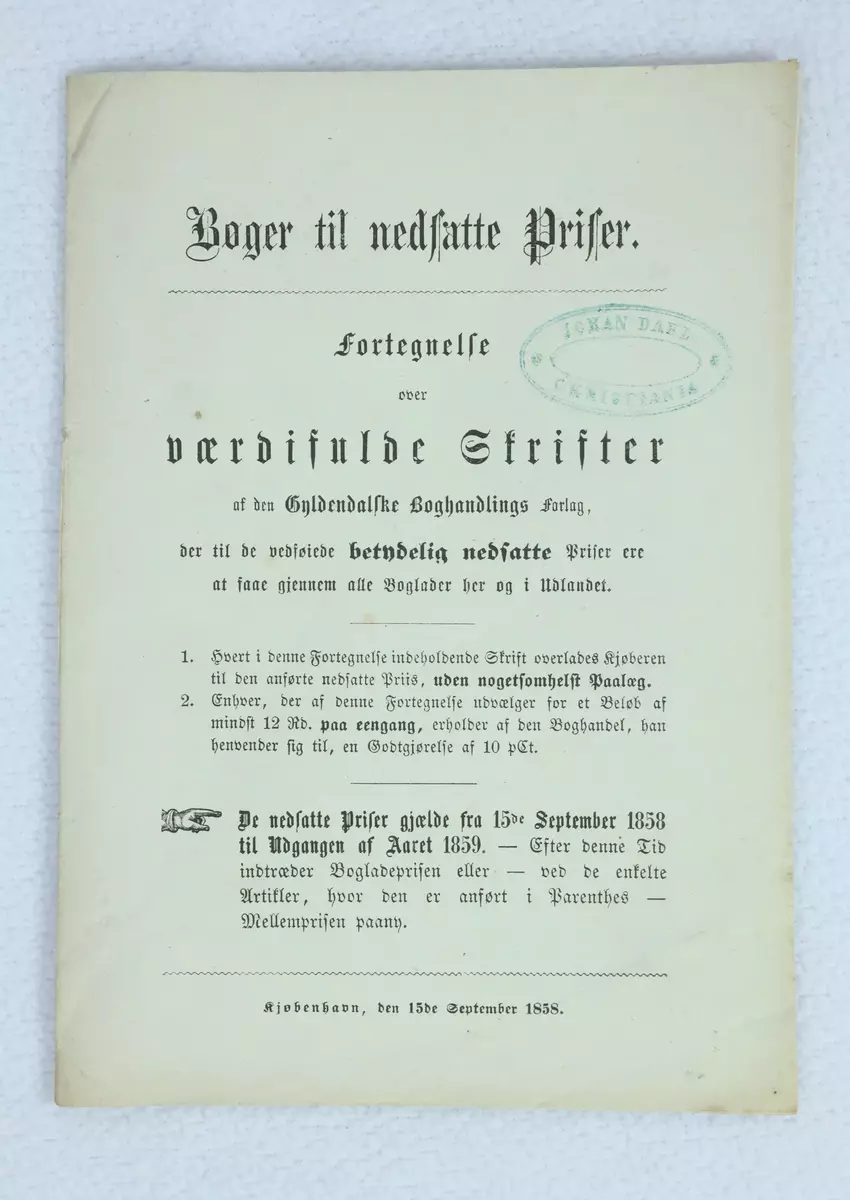 Bøger til nedsatte Priser.
JOHAN DAHL
CHRISTIANIA
Fortegnelse
over
værdifulde Skrifter
af den Gyldendalske Boghandlings Forlag,
der til de vedføiede betydelig nedsatte Priser ere
at faae gjennem alle Boglader her og i Udlandet.
1. Hvert i denne Fortegnelse indeholdende Skrift overlades Kjøberen
til den anførte nedsatte Priis, uden nogetsomhelst Paalæg.
2. Enhver, der af denne Fortegnelse udvælger for et Beløb af
mindst 12 Rd. paa eengang, erholder af den Boghandel, han
henvender sig til, en Godtgjørelse af 10 pCt.
De nedsatte Priser gjælde fra 15de September 1858
til Udgangen af Aaret 1859. — Efter denne Tid
indtræder Bogladeprisen eller — ved de enkelte
Artikler, hvor den er anført i Parenthes —
Mellemprisen paany.
Kjøbenhavn, den 15de September 1858.